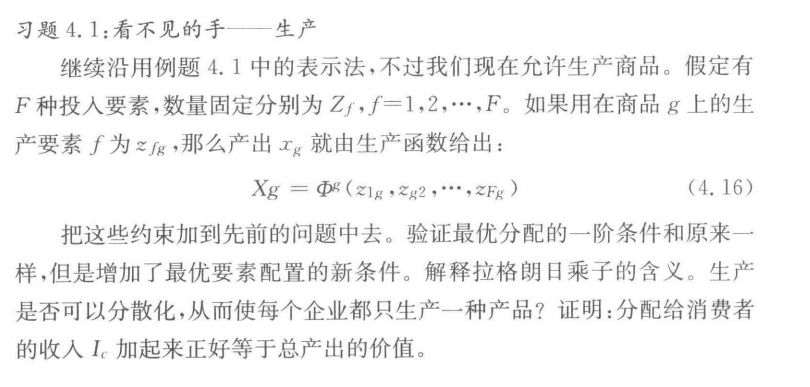 习题 4.1:看不见的手——生产
继续沿用例题 4.1 中的表示法,不过我们现在允许生产商品。假定有
F 种投入要素,数量固定分别为 Z_f,f=1,2,…,F。如果用在商品 g 上的生
产要素 f 为 z_{fg},那么产出 x_g 就由生产函数给出:
Xg = Φ^g(z_{1g},z_{g2},…,z_{Fg}) (4.16)
把这些约束加到先前的问题中去。验证最优分配的一阶条件和原来一
样,但是增加了最优要素配置的新条件。解释拉格朗日乘子的含义。生产
是否可以分散化,从而使每个企业都只生产一种产品？证明:分配给消费者
的收入 I_c 加起来正好等于总产出的价值。